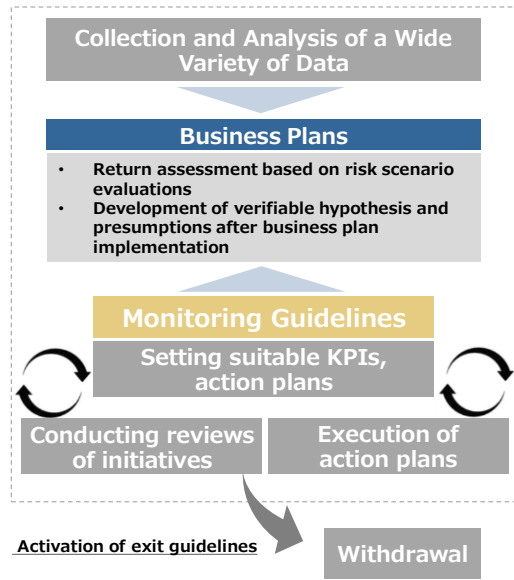 Collection and Analysis of a Wide
Variety of Data
Business Plans
• Return assessment based on risk scenario
evaluations
• Development of verifiable hypothesis and
presumptions after business plan
implementation
Monitoring Guidelines
Setting suitable KPIs,
action plans
Conducting reviews
of initiatives
Execution of
action plans
Activation of exit guidelines
Withdrawal